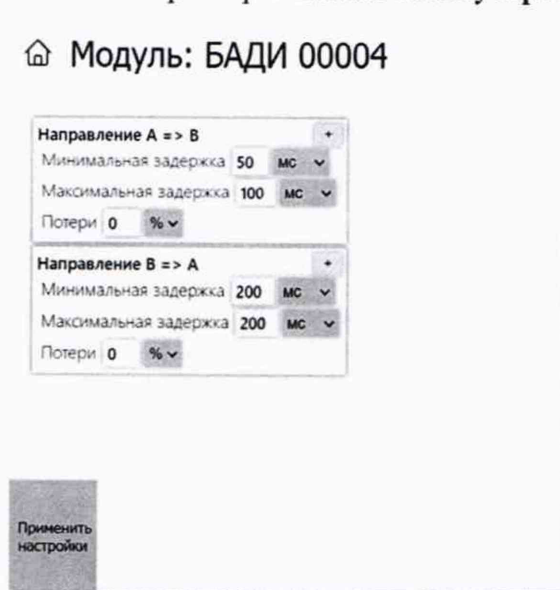 Модуль: БАДИ 00004
Направление A => B +
Минимальная задержка 50 мс
Максимальная задержка 100 мс
Потери 0 %
Направление B => A +
Минимальная задержка 200 мс
Максимальная задержка 200 мс
Потери 0 %
Применить
настройки